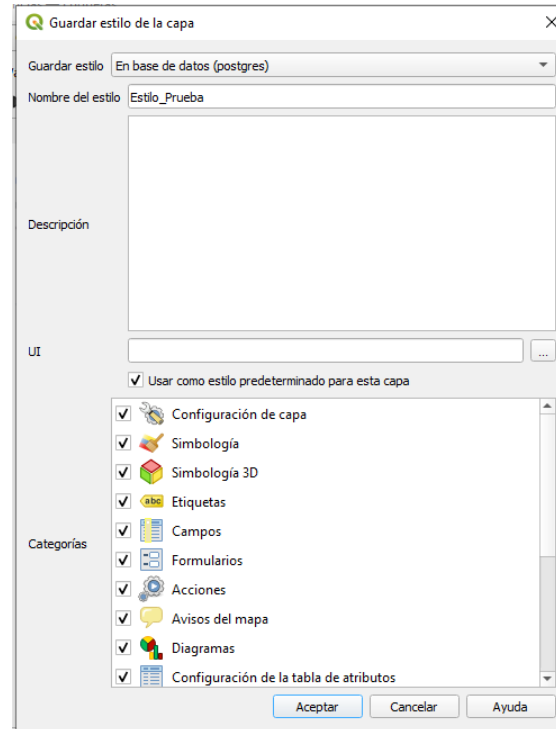 Guardar estilo de la capa
Guardar estilo En base de datos (postgres)
Nombre del estilo Estilo_Prueba
Descripción
UI ...
Usar como estilo predeterminado para esta capa
Categorías
Configuración de capa
Simbología
Simbología 3D
abc Etiquetas
Campos
Formularios
Acciones
Avisos del mapa
Diagramas
Configuración de la tabla de atributos
Aceptar Cancelar Ayuda